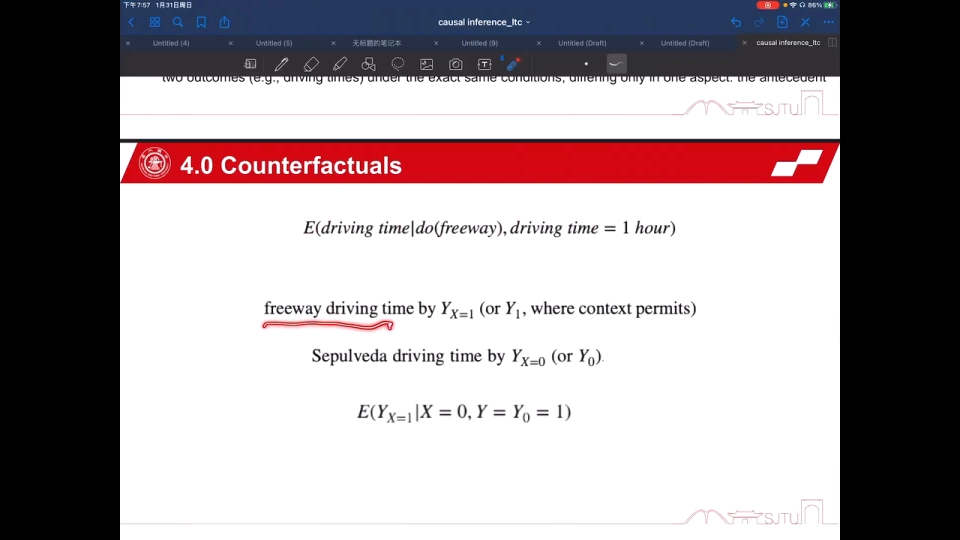 下午7:57 1月31日周日
86%
causal inference_ltc
Untitled (4)
Untitled (5)
无标题的笔记本
Untitled (9)
Untitled (Draft)
Untitled (Draft)
causal inference_ltc
two outcomes (e.g., driving times) under the exact same conditions, differing only in one aspect: the antecedent
SJTU
4.0 Counterfactuals
E(driving time|do(freeway), driving time = 1 hour)
freeway driving time by Y_{X=1} (or Y_1, where context permits)
Sepulveda driving time by Y_{X=0} (or Y_0).
E(Y_{X=1}|X = 0, Y = Y_0 = 1)
SJTU